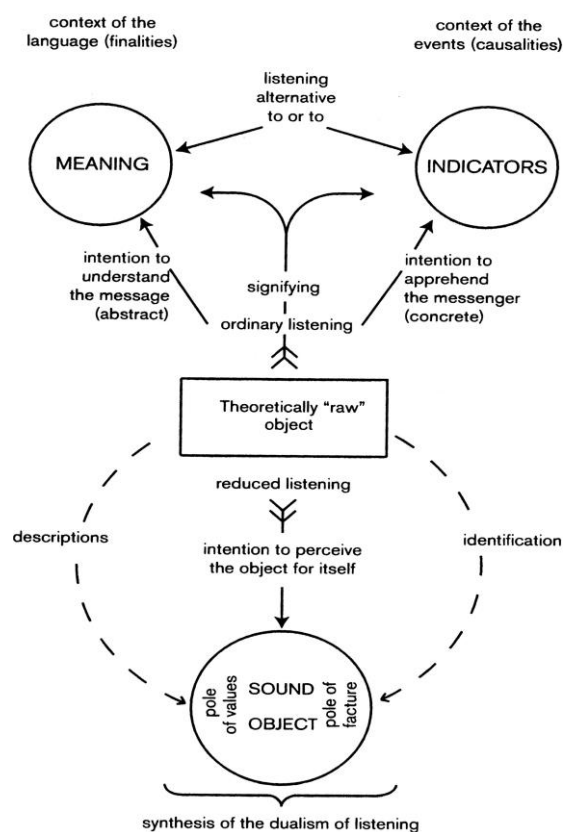 context of the
language (finalities)
context of the
events (causalities)
listening
alternative
to or to
MEANING
INDICATORS
intention to
understand
the message
(abstract)
signifying
ordinary listening
intention to
apprehend
the messenger
(concrete)
Theoretically “raw”
object
reduced listening
descriptions
intention to perceive
the object for itself
identification
pole
of values
SOUND
OBJECT
pole of
facture
synthesis of the dualism of listening